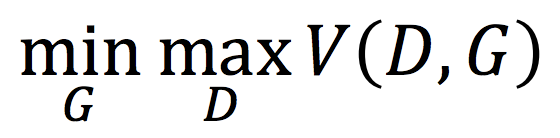 min max V(D, G)
G D